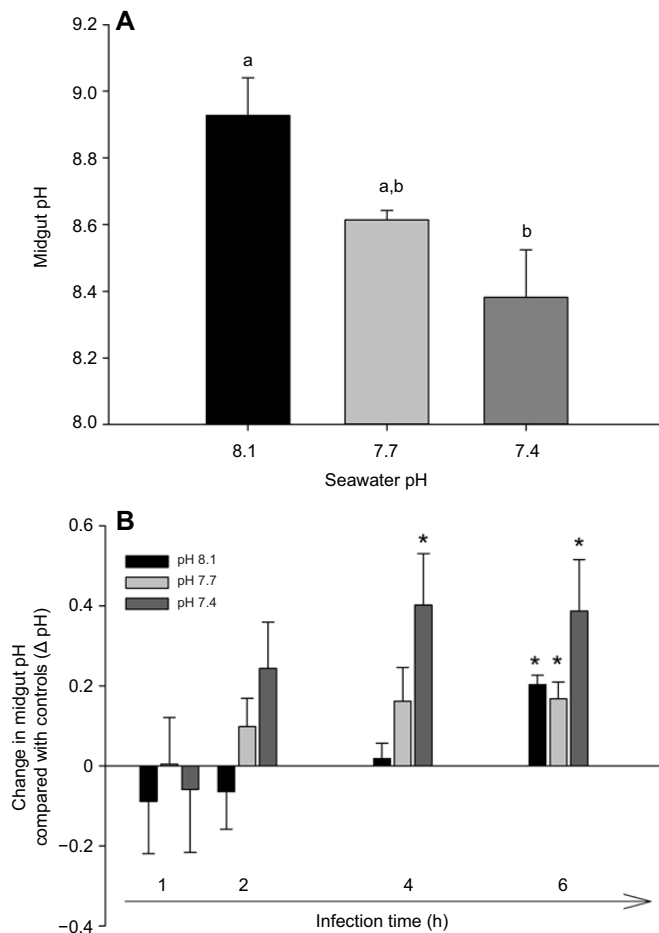 A
9.2
9.0
8.8
8.6
8.4
8.2
8.0
Midgut pH
a
a,b
b
8.1 7.7 7.4
Seawater pH
B
0.6
0.4
0.2
0
−0.2
−0.4
Change in midgut pH
compared with controls (Δ pH)
pH 8.1
pH 7.7
pH 7.4
* *
* *
1 2 4 6
Infection time (h)